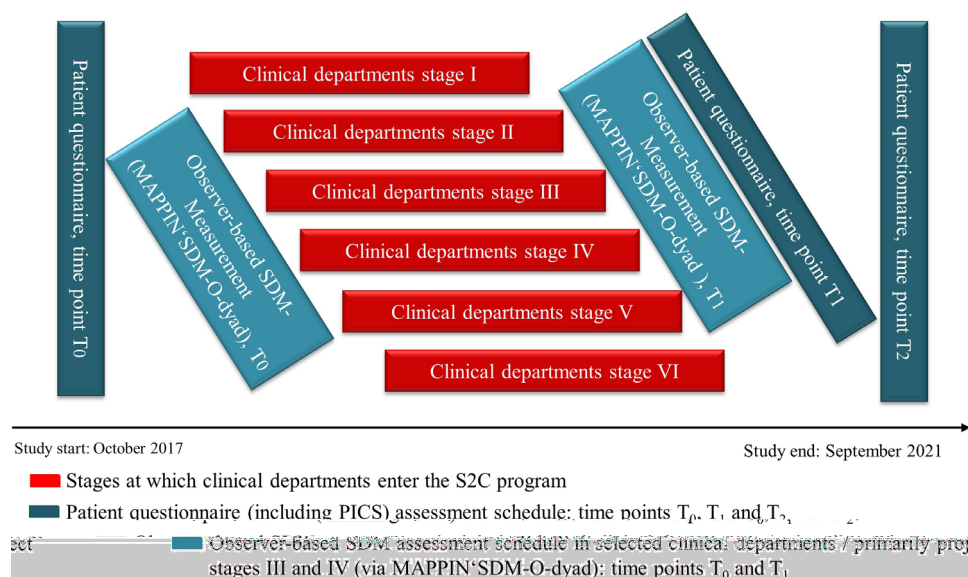 Patient questionnaire, time point T0
Observer-based SDM-
Measurement
(MAPPIN‘SDM-O-dyad), T0
Clinical departments stage I
Clinical departments stage II
Clinical departments stage III
Clinical departments stage IV
Clinical departments stage V
Clinical departments stage VI
Observer-based SDM-
Measurement
(MAPPIN‘SDM-O-dyad ), T1
Patient questionnaire, time point T1
Patient questionnaire, time point T2
Study start: October 2017
Study end: September 2021
Stages at which clinical departments enter the S2C program
Patient questionnaire (including PICS) assessment schedule: time points T0, T1 and T2
ect
Observer-based SDM assessment schedule in selected clinical departments / primarily proj
stages III and IV (via MAPPIN‘SDM-O-dyad): time points T0 and T1